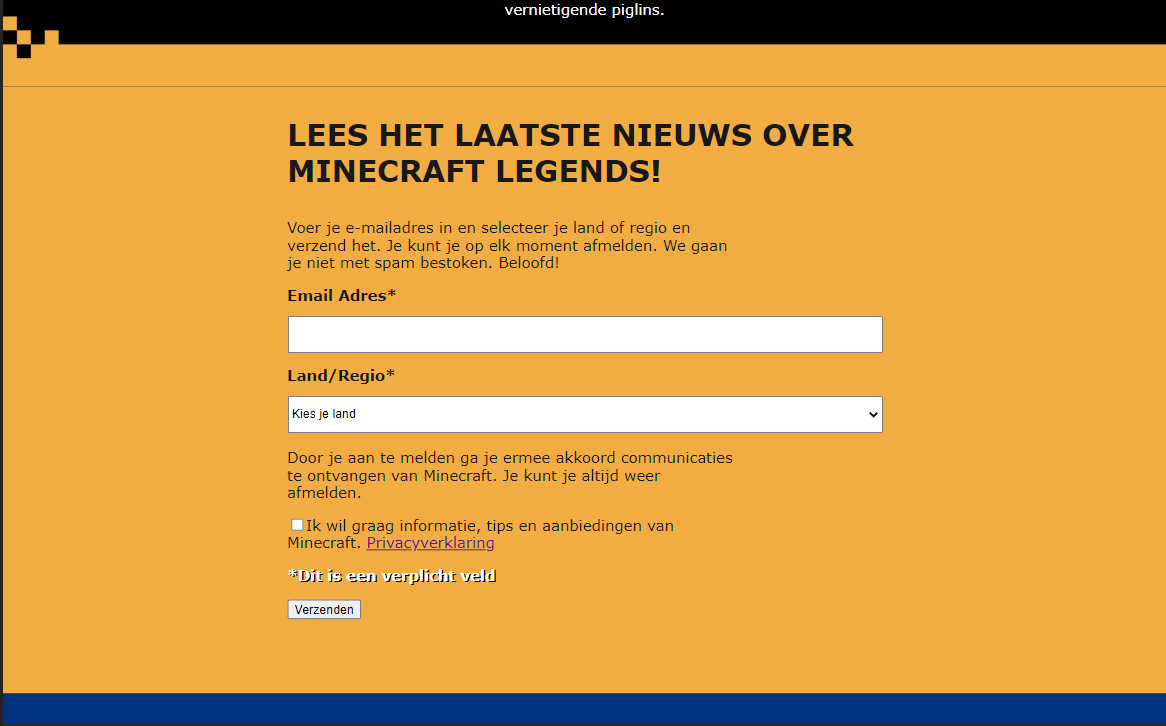 vernietigende piglins.
LEES HET LAATSTE NIEUWS OVER
MINECRAFT LEGENDS!
Voer je e-mailadres in en selecteer je land of regio en
verzend het. Je kunt je op elk moment afmelden. We gaan
je niet met spam bestoken. Beloofd!
Email Adres*
Land/Regio*
Kies je land
Door je aan te melden ga je ermee akkoord communicaties
te ontvangen van Minecraft. Je kunt je altijd weer
afmelden.
Ik wil graag informatie, tips en aanbiedingen van
Minecraft. Privacyverklaring
*Dit is een verplicht veld
Verzenden